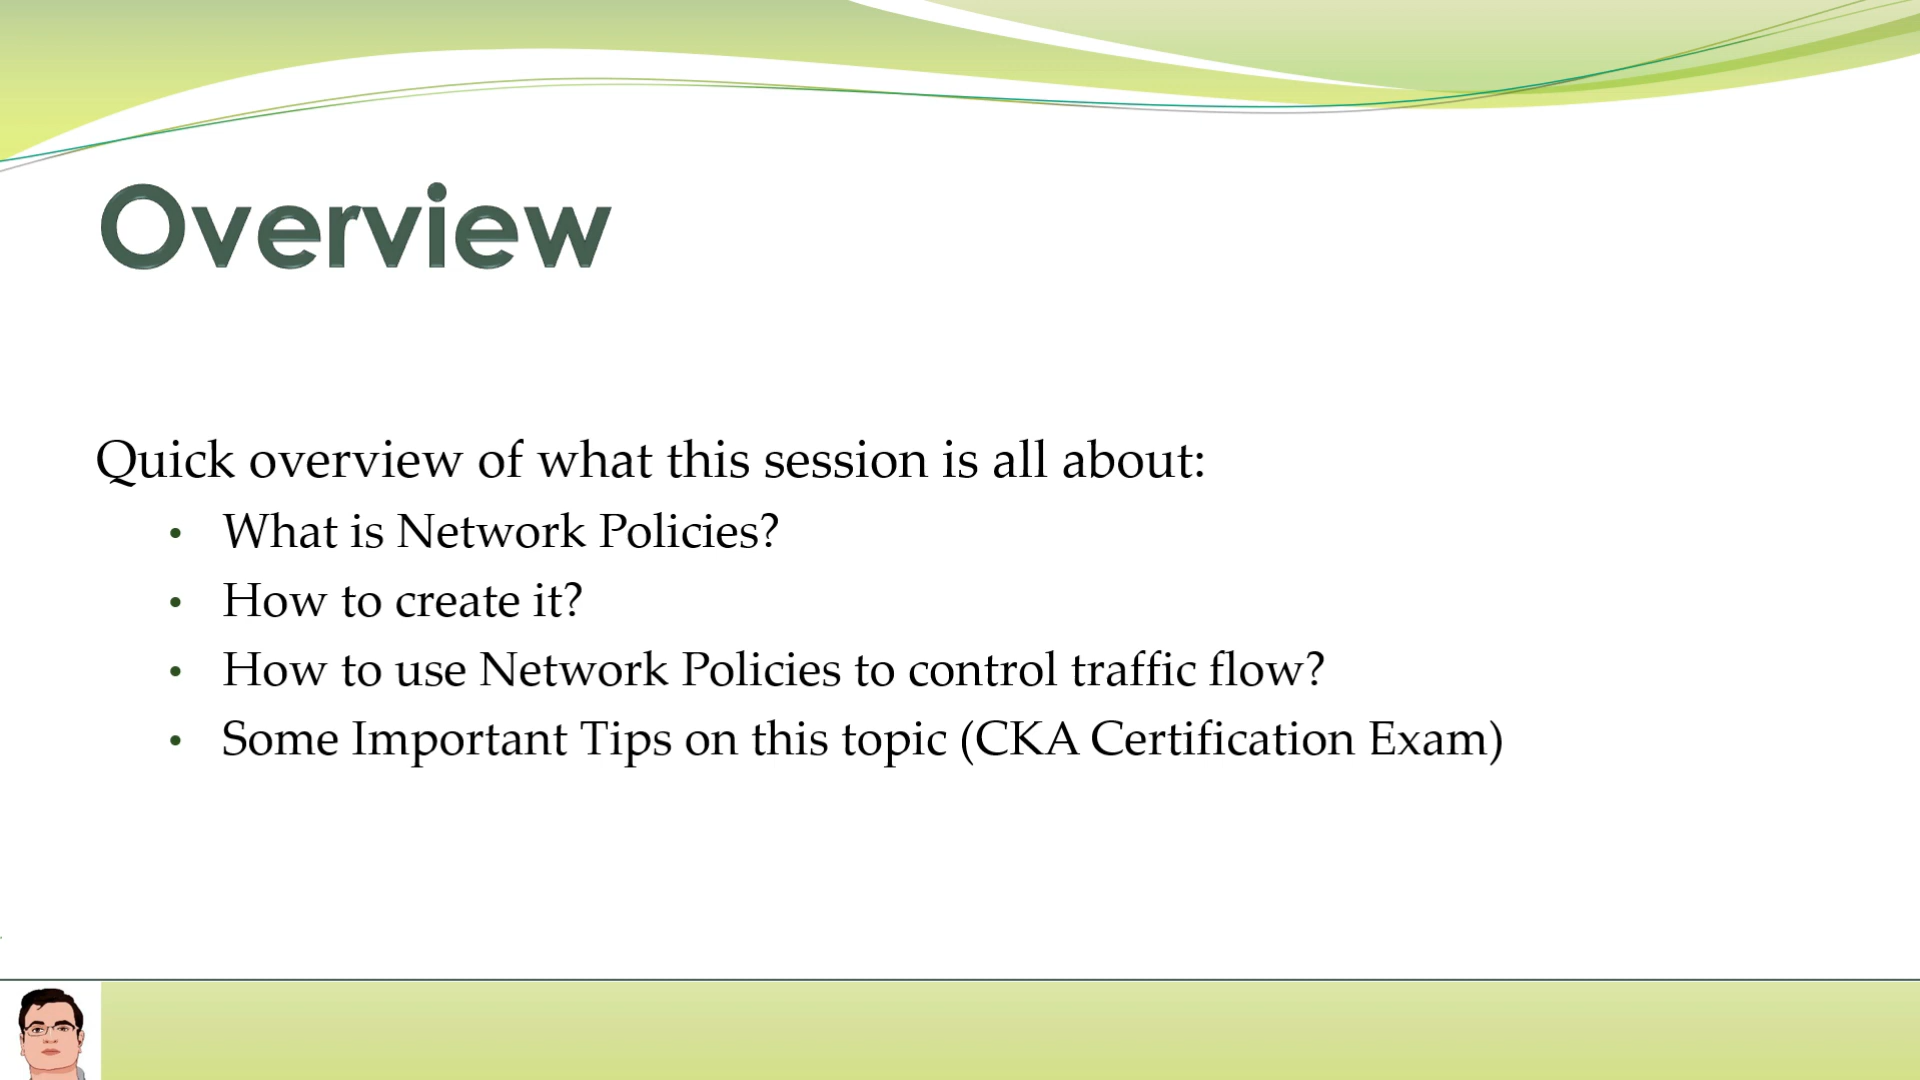 Overview
Quick overview of what this session is all about:
• What is Network Policies?
• How to create it?
• How to use Network Policies to control traffic flow?
• Some Important Tips on this topic (CKA Certification Exam)